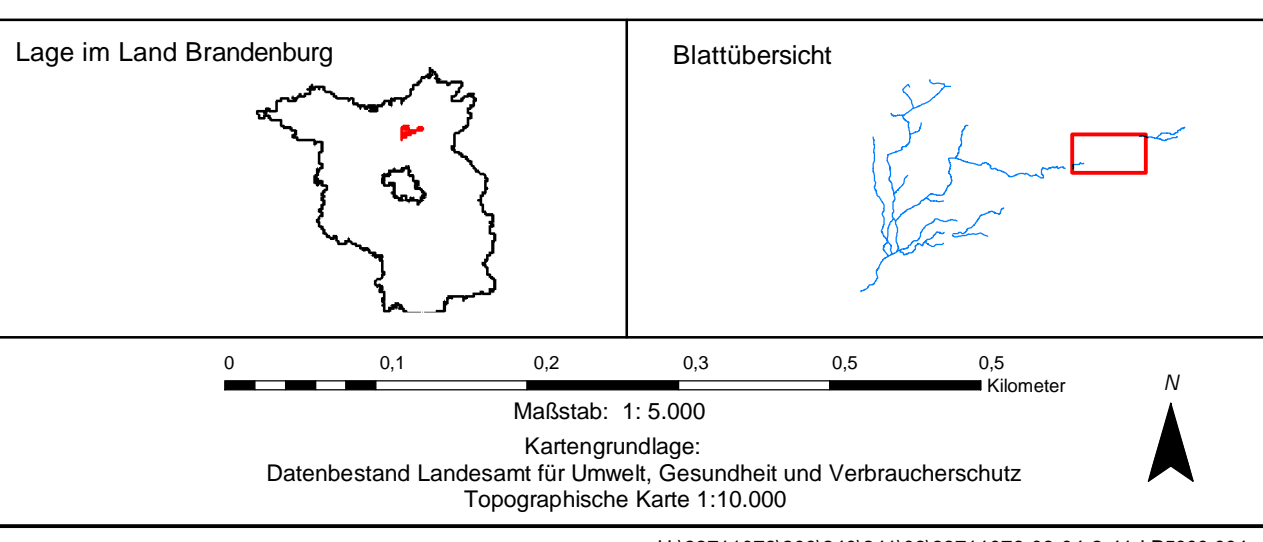 Lage im Land Brandenburg
Blattübersicht
0 0,1 0,2 0,3 0,5 0,5
Kilometer
N
Maßstab: 1: 5.000
Kartengrundlage:
Datenbestand Landesamt für Umwelt, Gesundheit und Verbraucherschutz
Topographische Karte 1:10.000